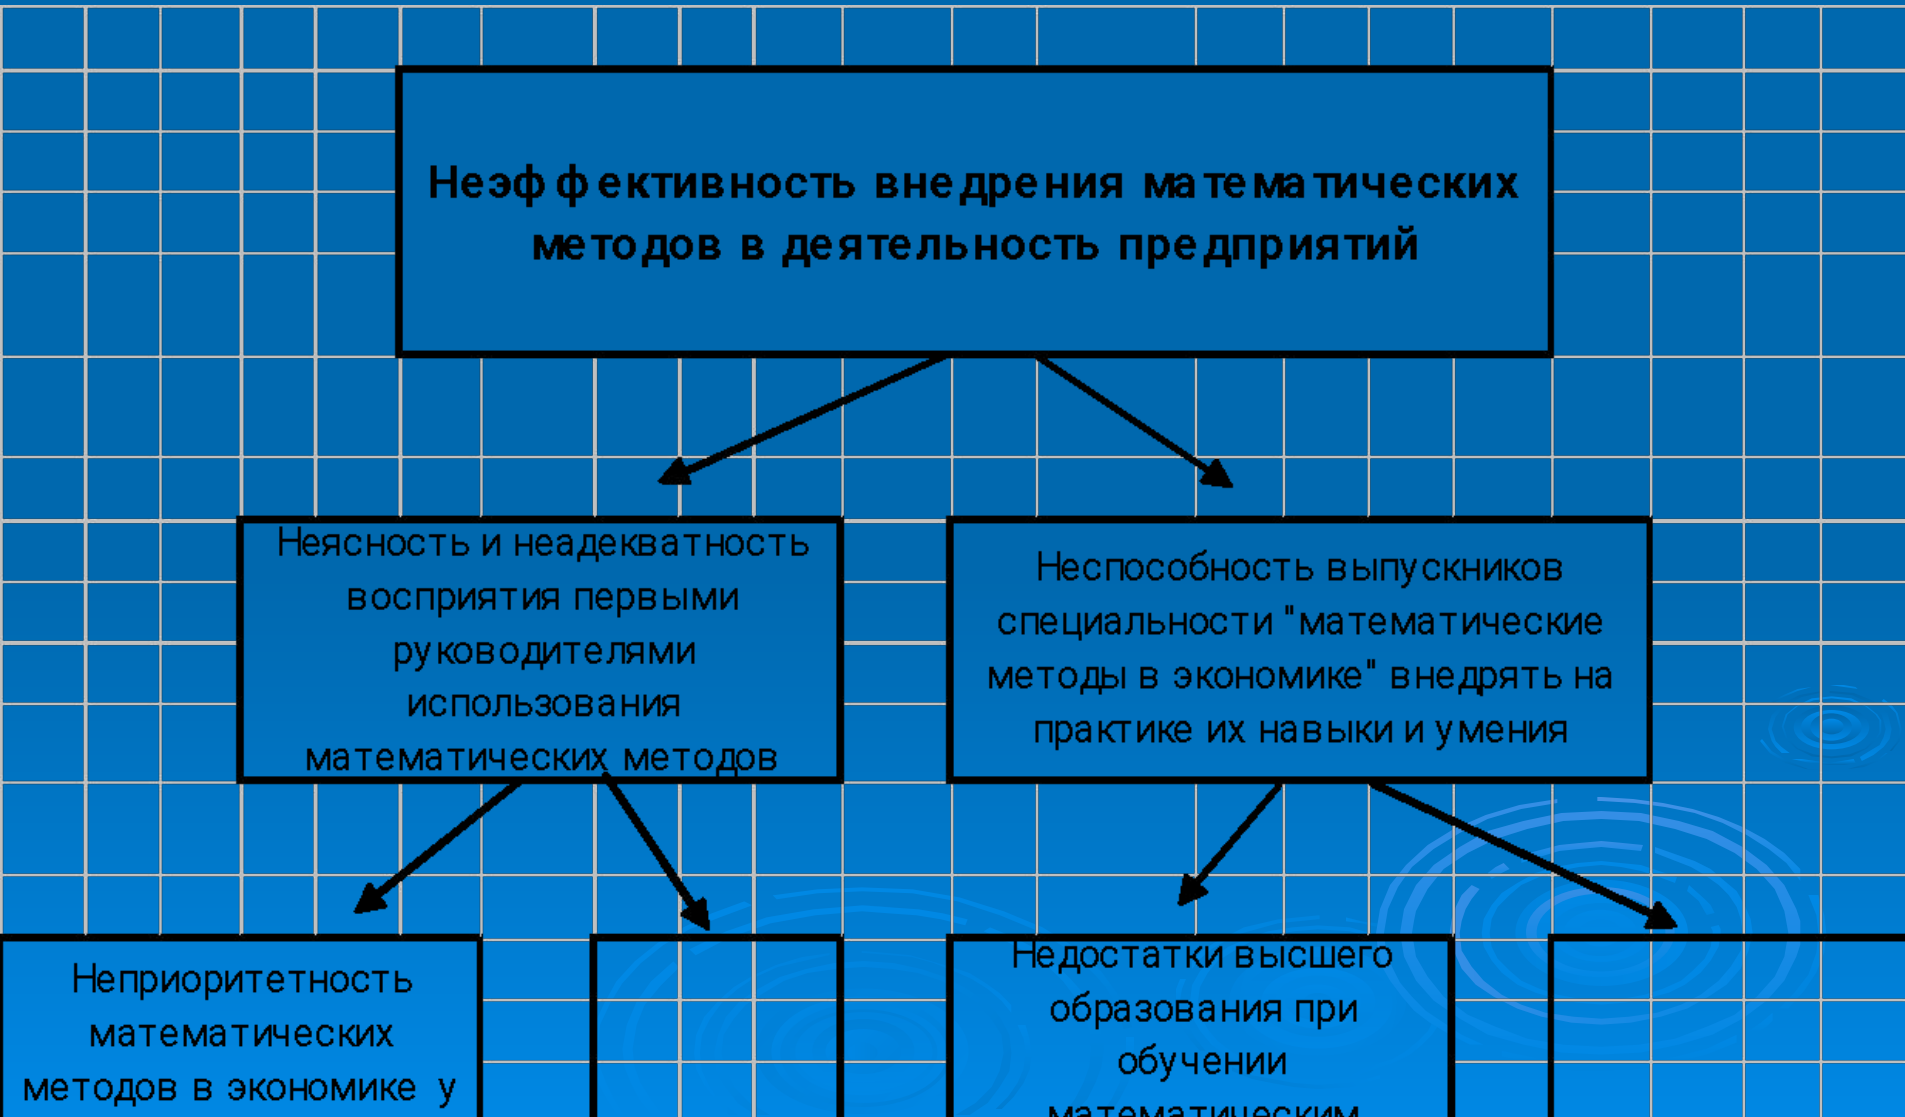 Неэффективность внедрения математических
методов в деятельность предприятий
Неясность и неадекватность
восприятия первыми
руководителями
использования
математических методов
Неспособность выпускников
специальности "математические
методы в экономике" внедрять на
практике их навыки и умения
Неприоритетность
математических
методов в экономике у
Недостатки высшего
образования при
обучении
математическим